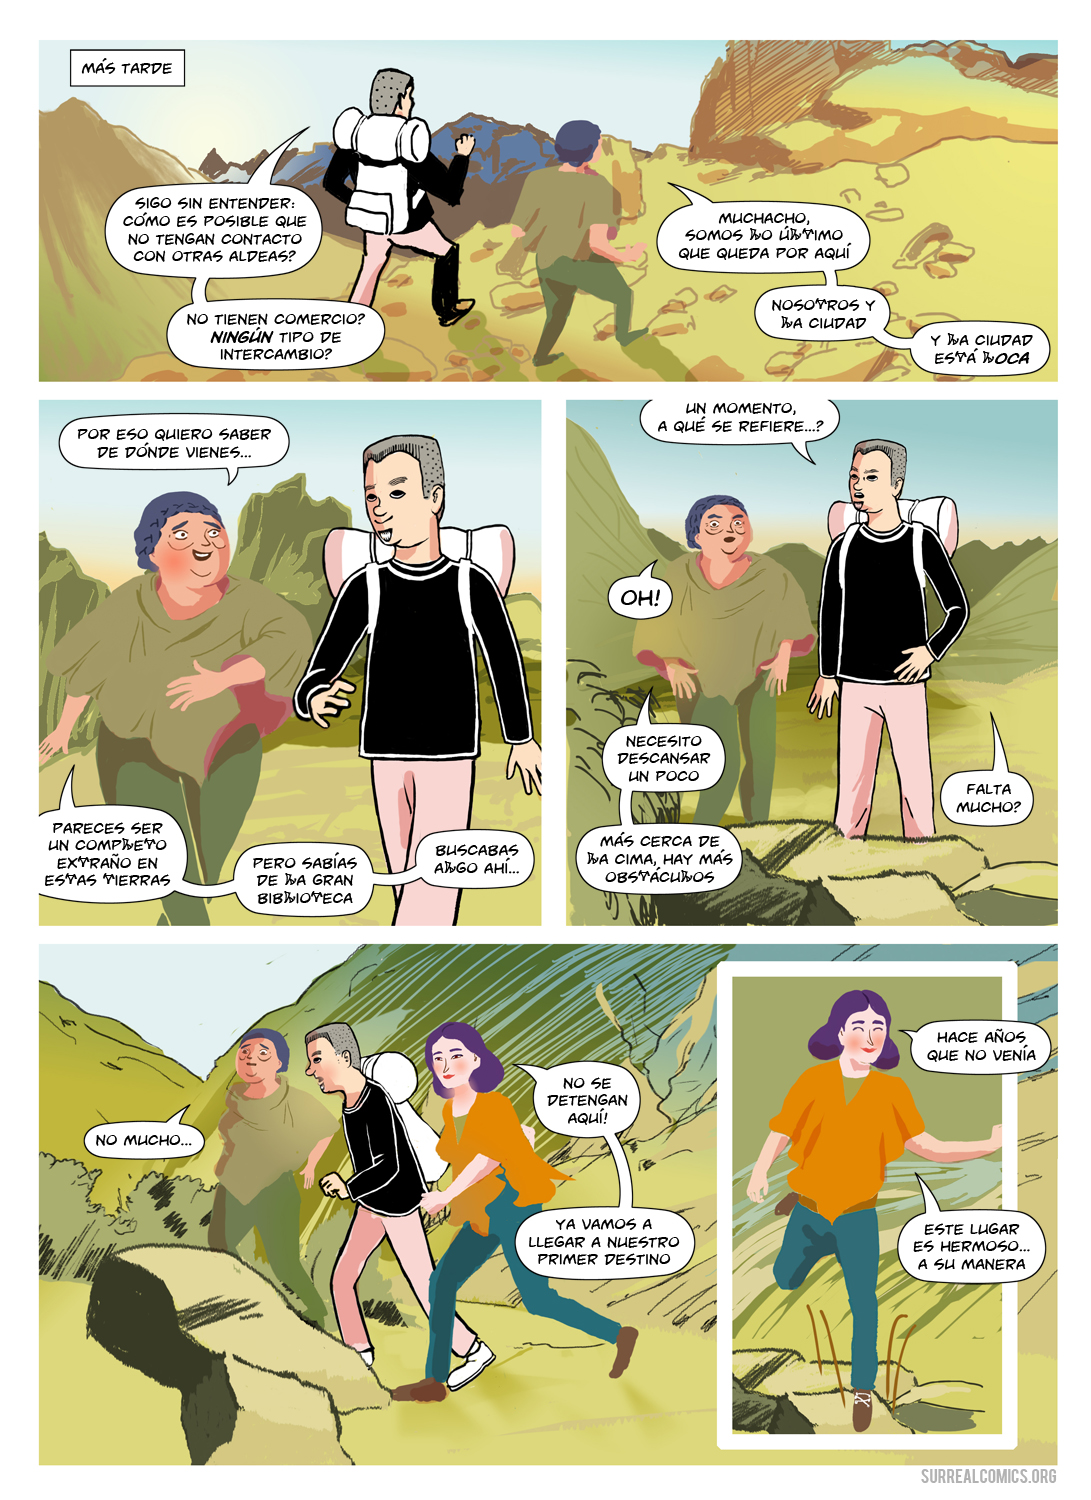 MÁS TARDE
SIGO SIN ENTENDER:
CÓMO ES POSIBLE QUE
NO TENGAN CONTACTO
CON OTRAS ALDEAS?
NO TIENEN COMERCIO?
NINGÚN TIPO DE
INTERCAMBIO?
MUCHACHO,
SOMOS LO ÚLTIMO
QUE QUEDA POR AQUÍ
NOSOTROS Y
LA CIUDAD
Y LA CIUDAD
ESTÁ LOCA
POR ESO QUIERO SABER
DE DÓNDE VIENES...
PARECES SER
UN COMPLETO
EXTRAÑO EN
ESTAS TIERRAS
PERO SABÍAS
DE LA GRAN
BIBLIOTECA
BUSCABAS
ALGO AHÍ...
UN MOMENTO,
A QUÉ SE REFIERE...?
OH!
NECESITO
DESCANSAR
UN POCO
MÁS CERCA DE
LA CIMA, HAY MÁS
OBSTÁCULOS
FALTA
MUCHO?
NO MUCHO...
NO SE
DETENGAN
AQUÍ!
YA VAMOS A
LLEGAR A NUESTRO
PRIMER DESTINO
HACE AÑOS
QUE NO VENÍA
ESTE LUGAR
ES HERMOSO...
A SU MANERA
SURREALCOMICS.ORG